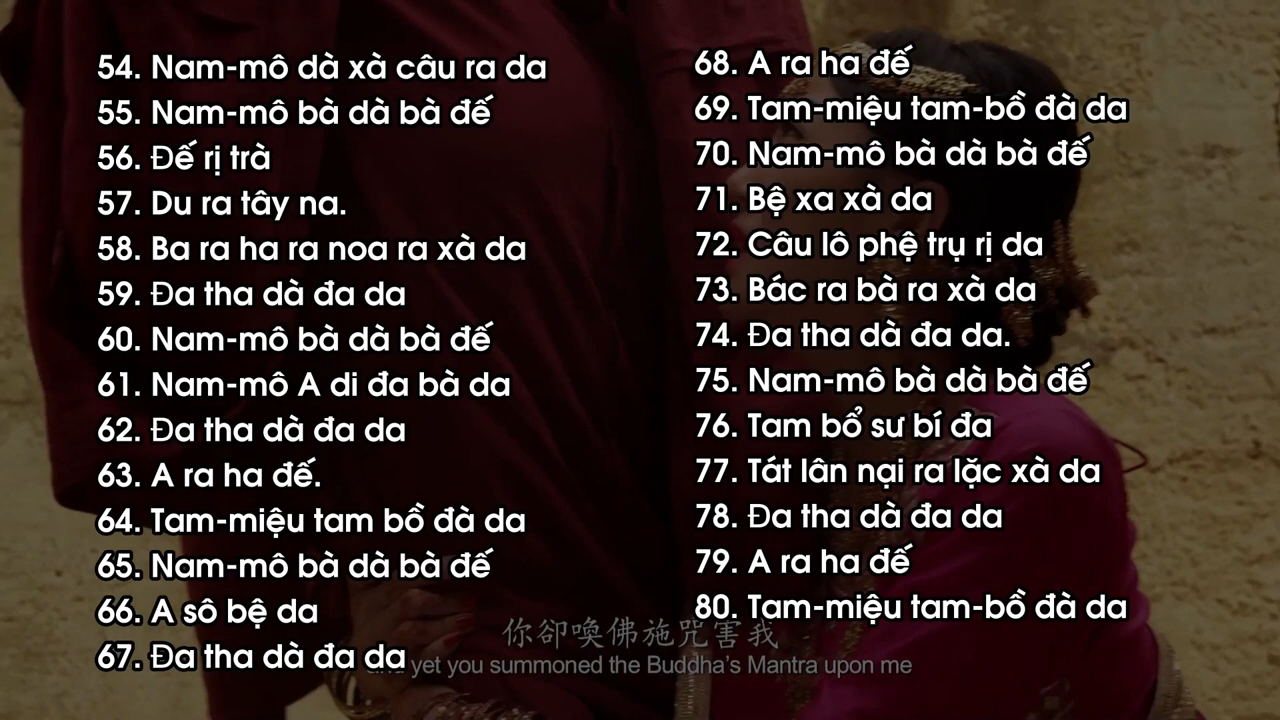 54. Nam-mô dà xà câu ra da
55. Nam-mô bà dà bà đế
56. Đế rị trà
57. Du ra tây na.
58. Ba ra ha ra noa ra xà da
59. Đa tha dà đa da
60. Nam-mô bà dà bà đế
61. Nam-mô A di đa bà da
62. Đa tha dà đa da
63. A ra ha đế.
64. Tam-miệu tam bồ đà da
65. Nam-mô bà dà bà đế
66. A sô bệ da
67. Đa tha dà đa da
68. A ra ha đế
69. Tam-miệu tam-bồ đà da
70. Nam-mô bà dà bà đế
71. Bệ xa xà da
72. Câu lô phệ trụ rị da
73. Bác ra bà ra xà da
74. Đa tha dà đa da.
75. Nam-mô bà dà bà đế
76. Tam bổ sư bí đa
77. Tát lân nại ra lặc xà da
78. Đa tha dà đa da
79. A ra ha đế
80. Tam-miệu tam-bồ đà da
你卻喚佛施咒害我
and yet you summoned the Buddha's Mantra upon me